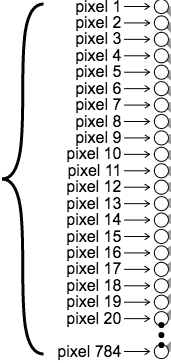 pixel 1
pixel 2
pixel 3
pixel 4
pixel 5
pixel 6
pixel 7
pixel 8
pixel 9
pixel 10
pixel 11
pixel 12
pixel 13
pixel 14
pixel 15
pixel 16
pixel 17
pixel 18
pixel 19
pixel 20
pixel 784